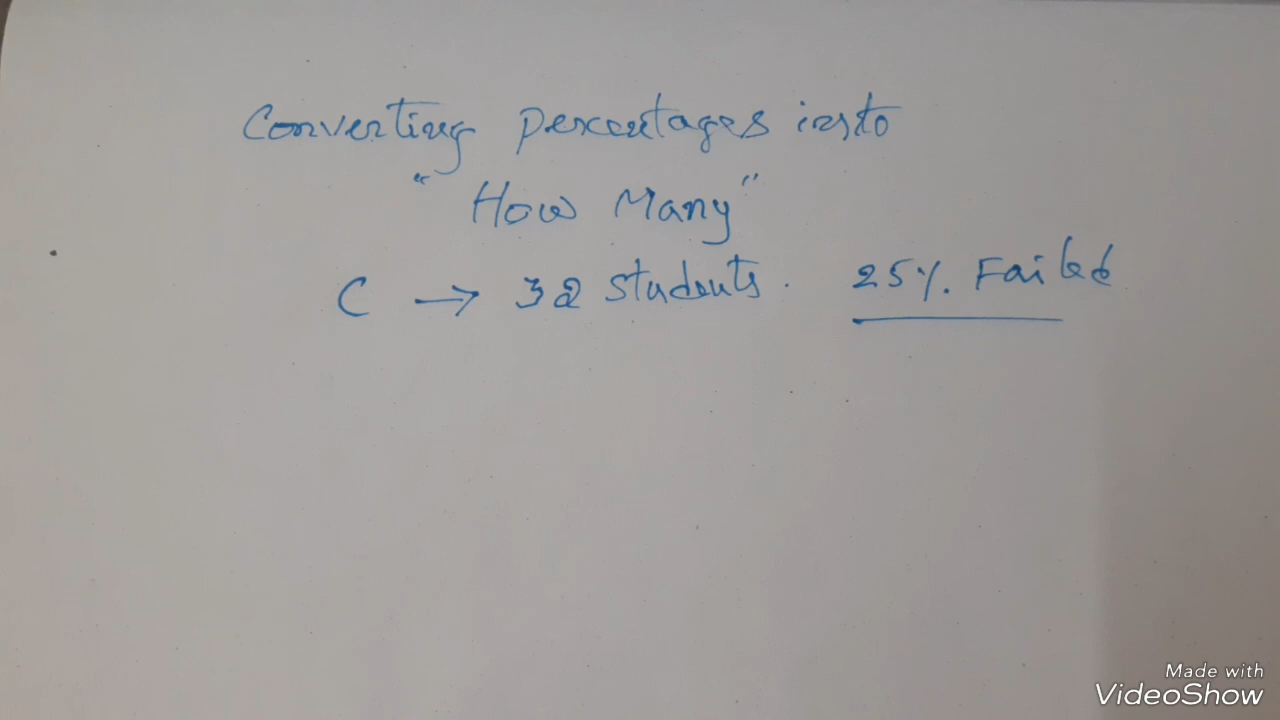 Converting percentages into
"How Many"
C → 32 students. 25% Failed
Made with
VideoShow